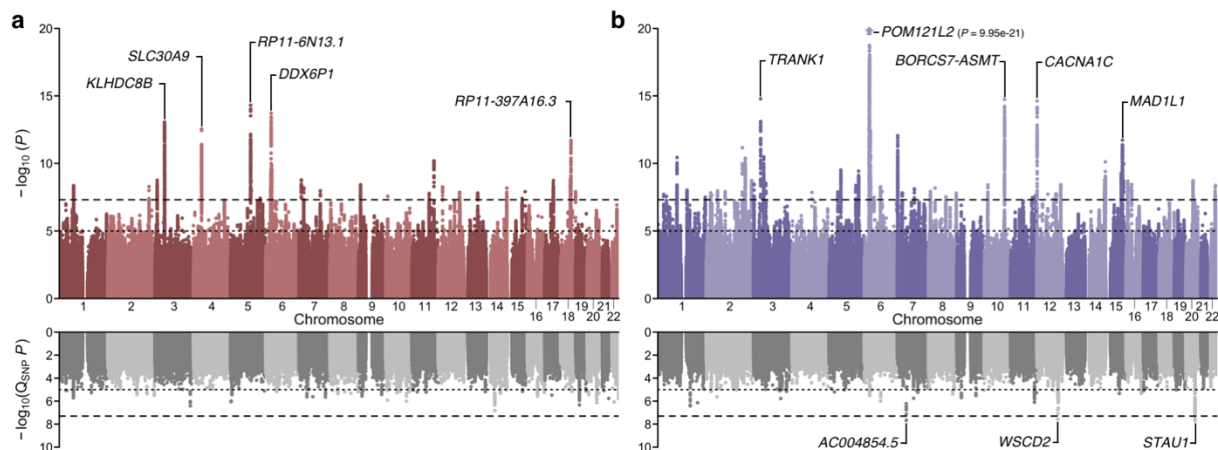 a
20
15
10
5
0
−log₁₀ (P)
KLHDC8B
SLC30A9
RP11-6N13.1
DDX6P1
RP11-397A16.3
1 2 3 4 5 6 7 8 9 10 11 12 13 14 15 16 17 18 19 20 21 22
Chromosome
0
2
4
6
8
10
−log₁₀(Q_SNP P)
b
20
15
10
5
0
TRANK1
POM121L2 (P = 9.95e-21)
BORCS7-ASMT
CACNA1C
MAD1L1
1 2 3 4 5 6 7 8 9 10 11 12 13 14 15 16 17 18 19 20 21 22
Chromosome
0
2
4
6
8
10
AC004854.5
WSCD2
STAU1